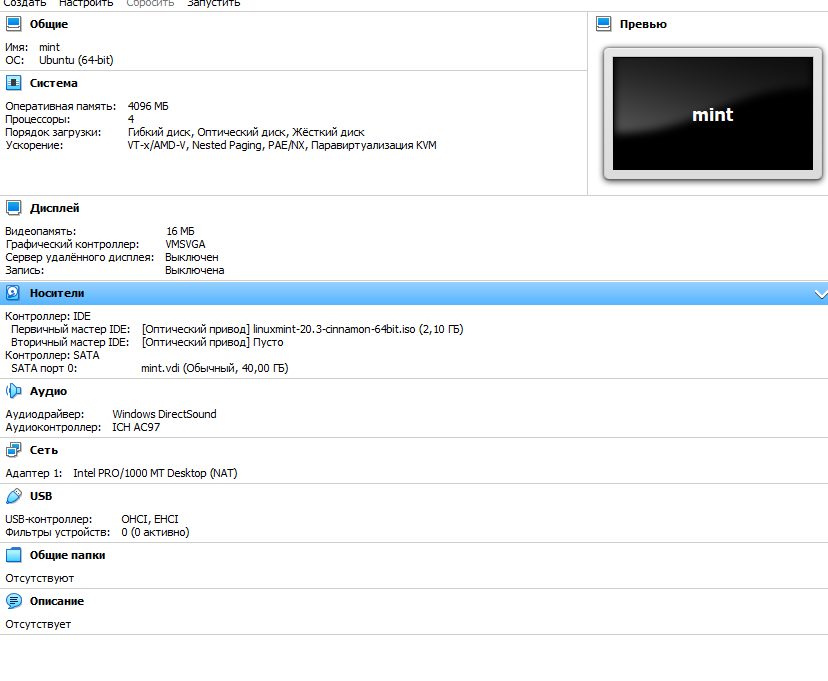 Создать Настроить Сбросить Запустить
Общие
Имя: mint
ОС: Ubuntu (64-bit)
Превью
mint
Система
Оперативная память: 4096 МБ
Процессоры: 4
Порядок загрузки: Гибкий диск, Оптический диск, Жёсткий диск
Ускорение: VT-x/AMD-V, Nested Paging, PAE/NX, Паравиртуализация KVM
Дисплей
Видеопамять: 16 МБ
Графический контроллер: VMSVGA
Сервер удалённого дисплея: Выключен
Запись: Выключена
Носители
Контроллер: IDE
Первичный мастер IDE: [Оптический привод] linuxmint-20.3-cinnamon-64bit.iso (2,10 ГБ)
Вторичный мастер IDE: [Оптический привод] Пусто
Контроллер: SATA
SATA порт 0: mint.vdi (Обычный, 40,00 ГБ)
Аудио
Аудиодрайвер: Windows DirectSound
Аудиоконтроллер: ICH AC97
Сеть
Адаптер 1: Intel PRO/1000 MT Desktop (NAT)
USB
USB-контроллер: OHCI, EHCI
Фильтры устройств: 0 (0 активно)
Общие папки
Отсутствуют
Описание
Отсутствует